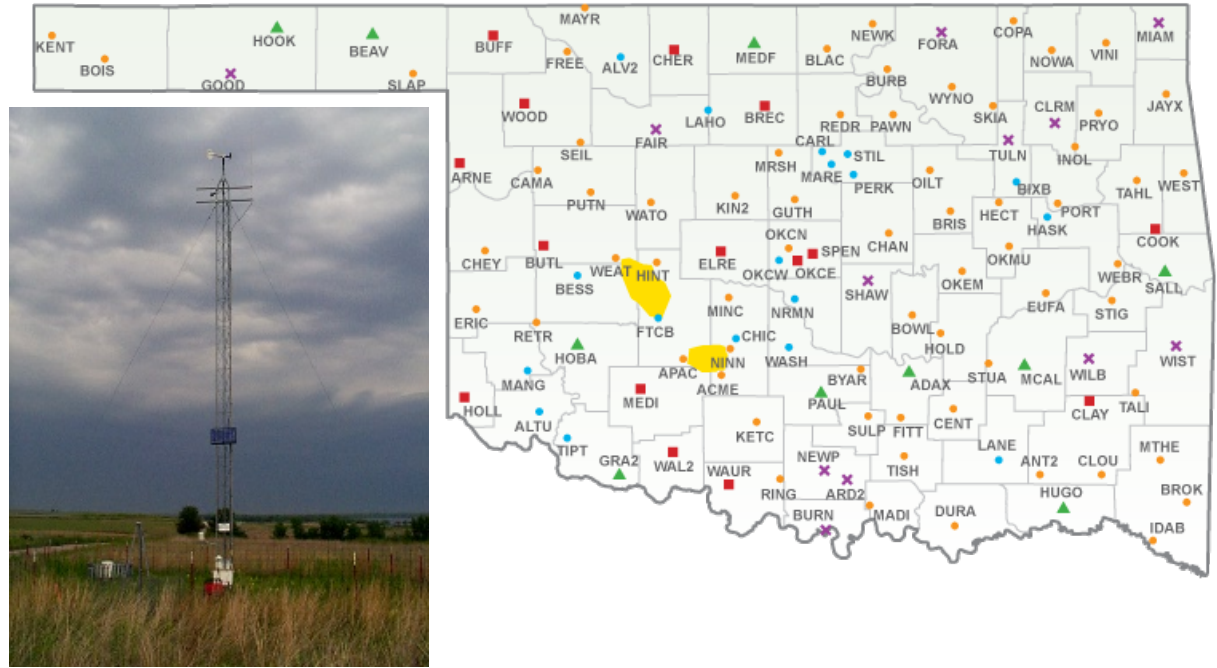 MAYR
KENT
HOOK
BEAV
BUFF
NEWK
FORA
COPA
MIAM
BOIS
GOOD
SLAP
FREE
ALV2
CHER
MEDF
BLAC
NOWA
VINI
BURB
WYNO
WOOD
LAHO
BREC
REDR
PAWN
SKIA
CLRM
PRYO
JAYX
FAIR
CARL
TULN
SEIL
MRSH
STIL
INOL
ARNE
CAMA
MARE
PERK
OILT
BIXB
TAHL
WEST
PUTN
WATO
KIN2
GUTH
BRIS
HECT
PORT
HASK
OKCN
SPEN
CHAN
COOK
CHEY
BUTL
WEAT
HINT
ELRE
OKCW
OKCE
OKMU
WEBR
BESS
SHAW
OKEM
SALL
ERIC
MINC
NRMN
EUFA
STIG
RETR
FTCB
CHIC
BOWL
HOLD
HOBA
APAC
NINN
WASH
WIST
MANG
ACME
BYAR
ADAX
STUA
MCAL
WILB
HOLL
MEDI
PAUL
CLAY
TALI
ALTU
KETC
SULP
FITT
CENT
TIPT
GRA2
WAL2
NEWP
TISH
LANE
ANT2
CLOU
MTHE
WAUR
RING
ARD2
HUGO
BROK
BURN
MADI
DURA
IDAB